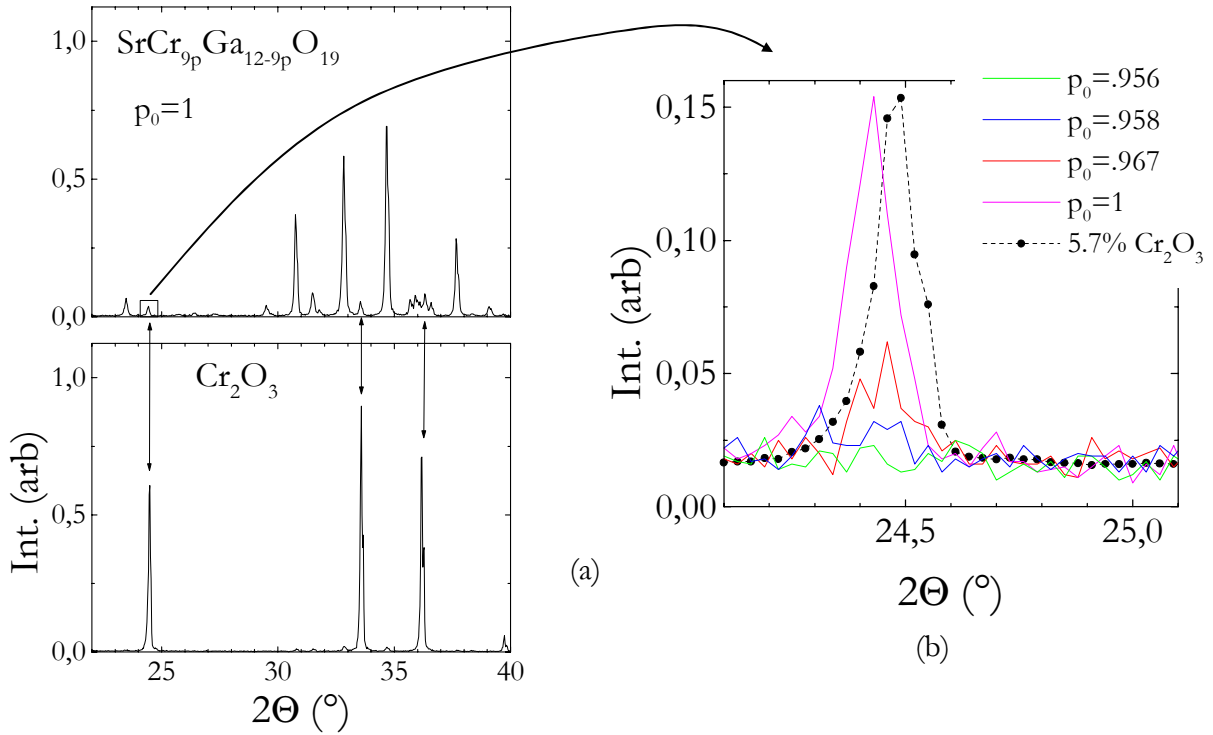 SrCr9pGa12-9pO19
p0=1
1,0
0,5
0,0
Cr2O3
1,0
0,5
0,0
Int. (arb)
25
30
35
40
2Θ (°)
(a)
p0=.956
p0=.958
p0=.967
p0=1
5.7% Cr2O3
0,15
0,10
0,05
0,00
Int. (arb)
24,5
25,0
2Θ (°)
(b)